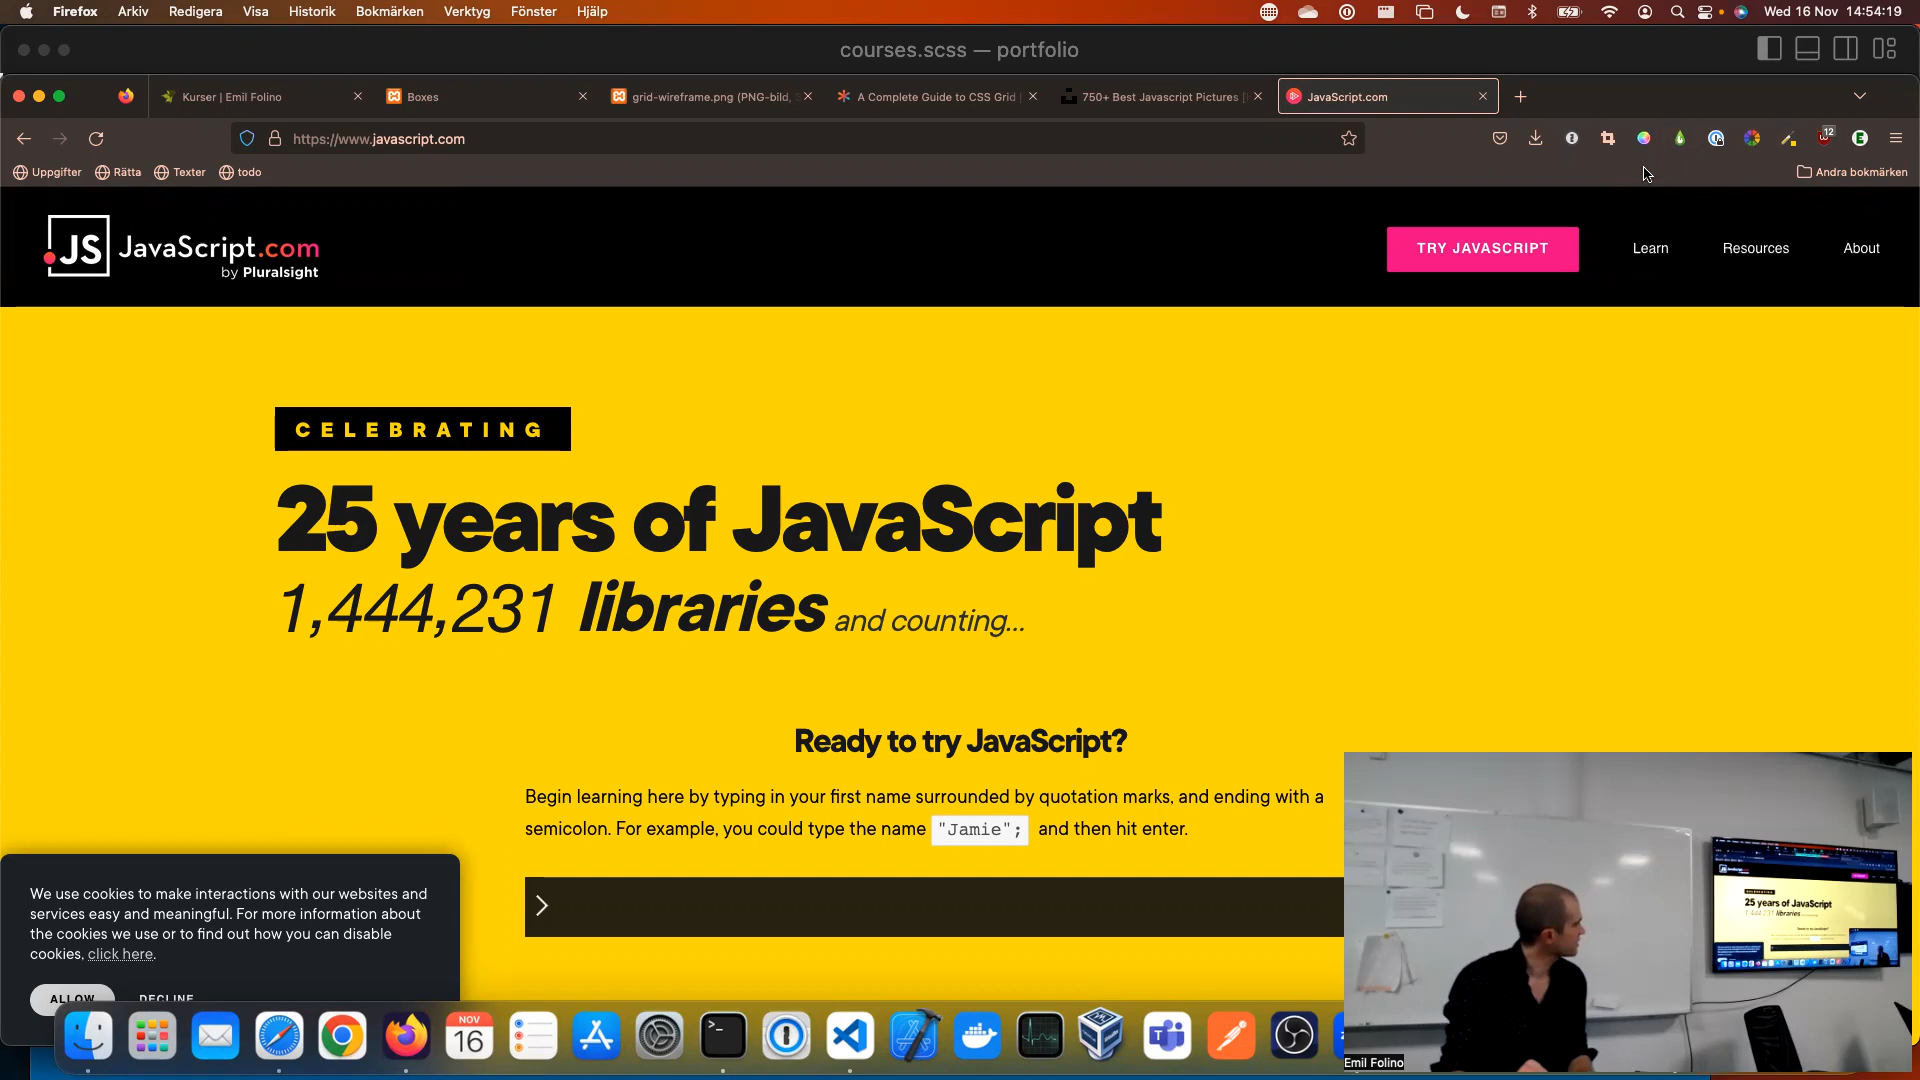 Firefox Arkiv Redigera Visa Historik Bokmärken Verktyg Fönster Hjälp Wed 16 Nov 14:54:19
courses.scss — portfolio
Kurser | Emil Folino Boxes grid-wireframe.png (PNG-bild, A Complete Guide to CSS Grid 750+ Best Javascript Pictures JavaScript.com
https://www.javascript.com 12
Uppgifter Rätta Texter todo Andra bokmärken
JS JavaScript.com
by Pluralsight
TRY JAVASCRIPT Learn Resources About
CELEBRATING
25 years of JavaScript
1,444,231 libraries and counting...
Ready to try JavaScript?
Begin learning here by typing in your first name surrounded by quotation marks, and ending with a
semicolon. For example, you could type the name "Jamie"; and then hit enter.
We use cookies to make interactions with our websites and
services easy and meaningful. For more information about
the cookies we use or to find out how you can disable
cookies, click here.
ALLOW DECLINE
NOV
16
25 years of JavaScript
Emil Folino